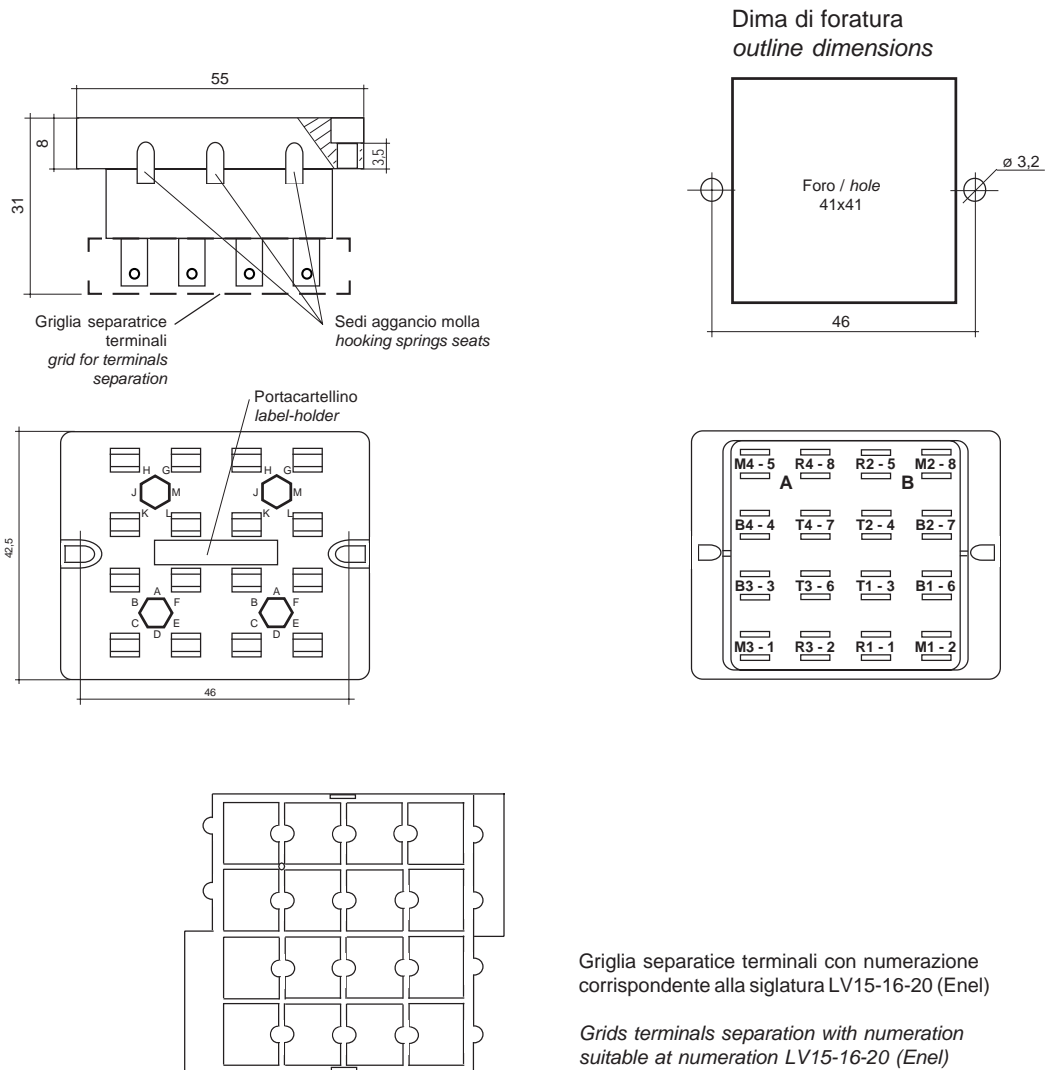 Dima di foratura
outline dimensions
55
8
3,5
31
ø 3,2
Foro / hole
41x41
46
Griglia separatrice
terminali
grid for terminals
separation
Sedi aggancio molla
hooking springs seats
Portacartellino
label-holder
H G H G
J M J M
K L K L
42,5
A A
B F B F
C E C E
D D
46
M4 - 5 R4 - 8 R2 - 5 M2 - 8
A B
B4 - 4 T4 - 7 T2 - 4 B2 - 7
B3 - 3 T3 - 6 T1 - 3 B1 - 6
M3 - 1 R3 - 2 R1 - 1 M1 - 2
Griglia separatice terminali con numerazione
corrispondente alla siglatura LV15-16-20 (Enel)
Grids terminals separation with numeration
suitable at numeration LV15-16-20 (Enel)